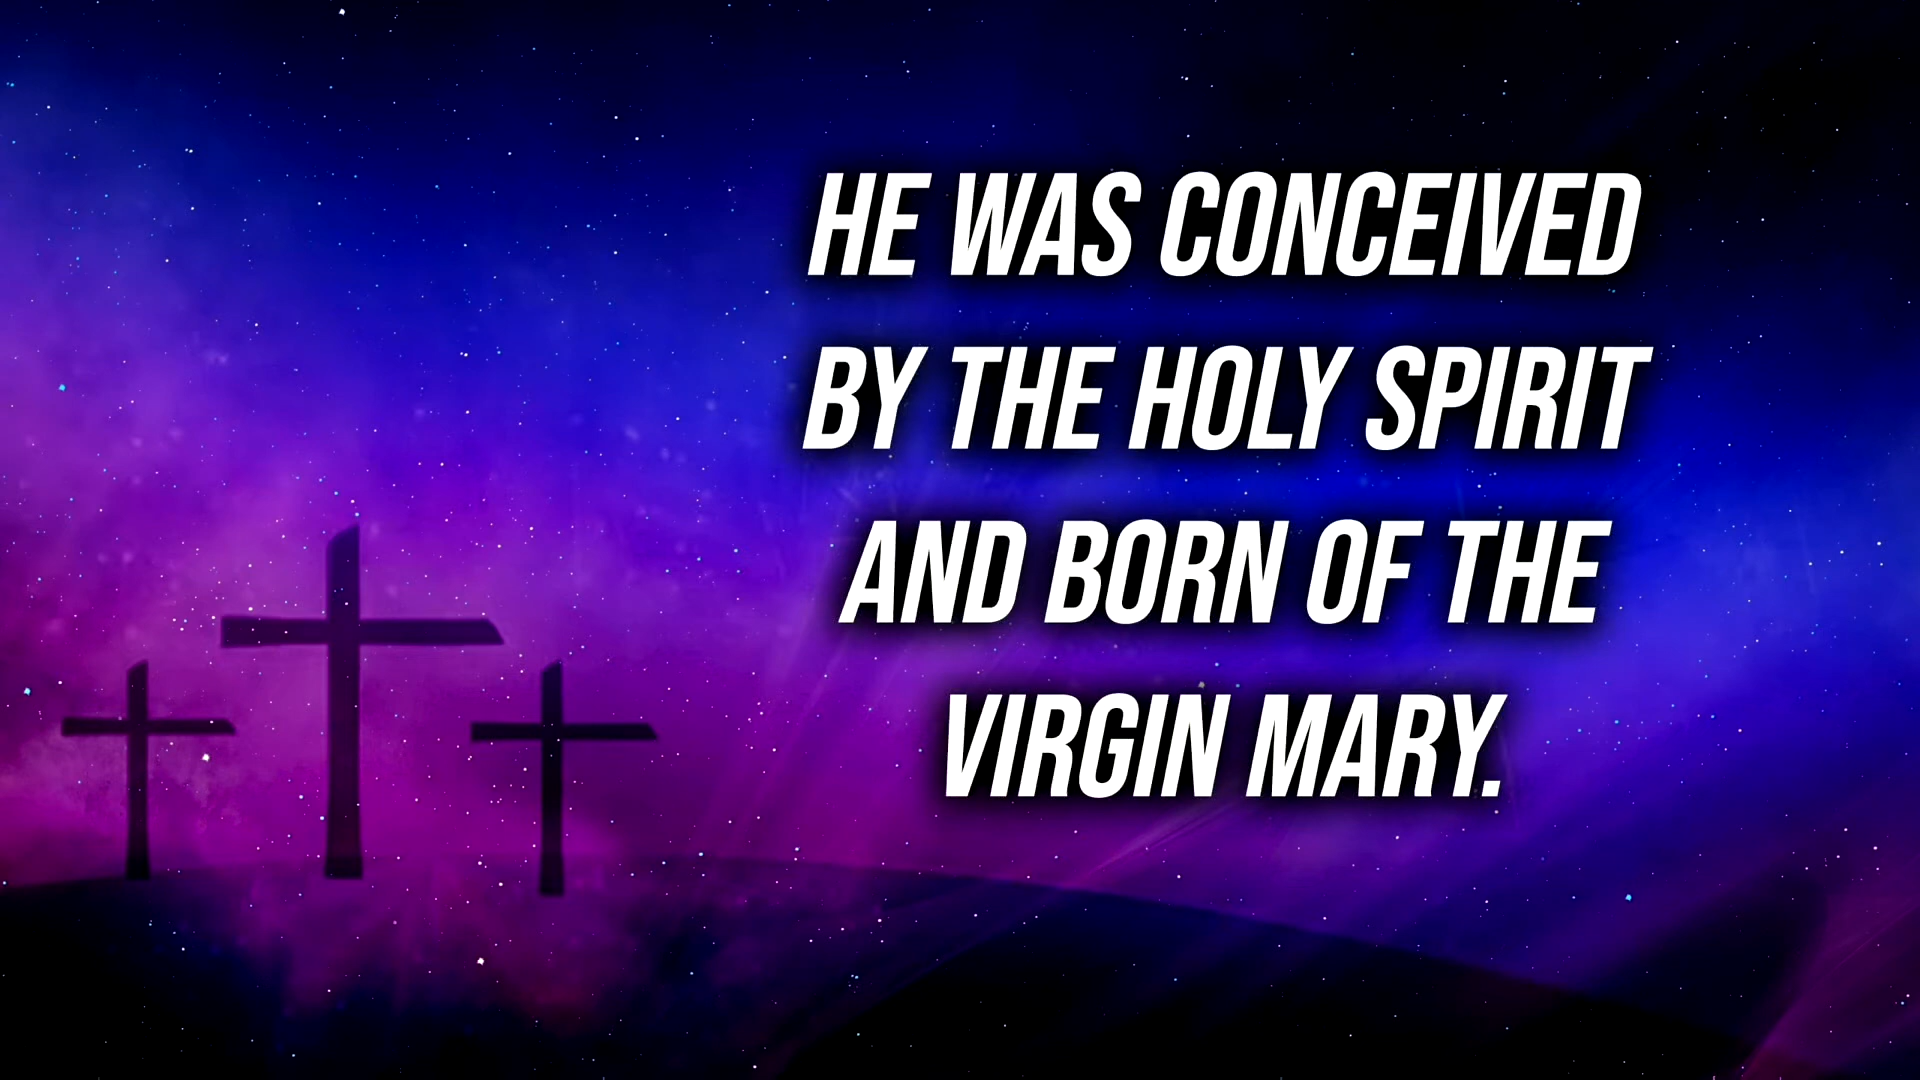 HE WAS CONCEIVED
BY THE HOLY SPIRIT
AND BORN OF THE
VIRGIN MARY.